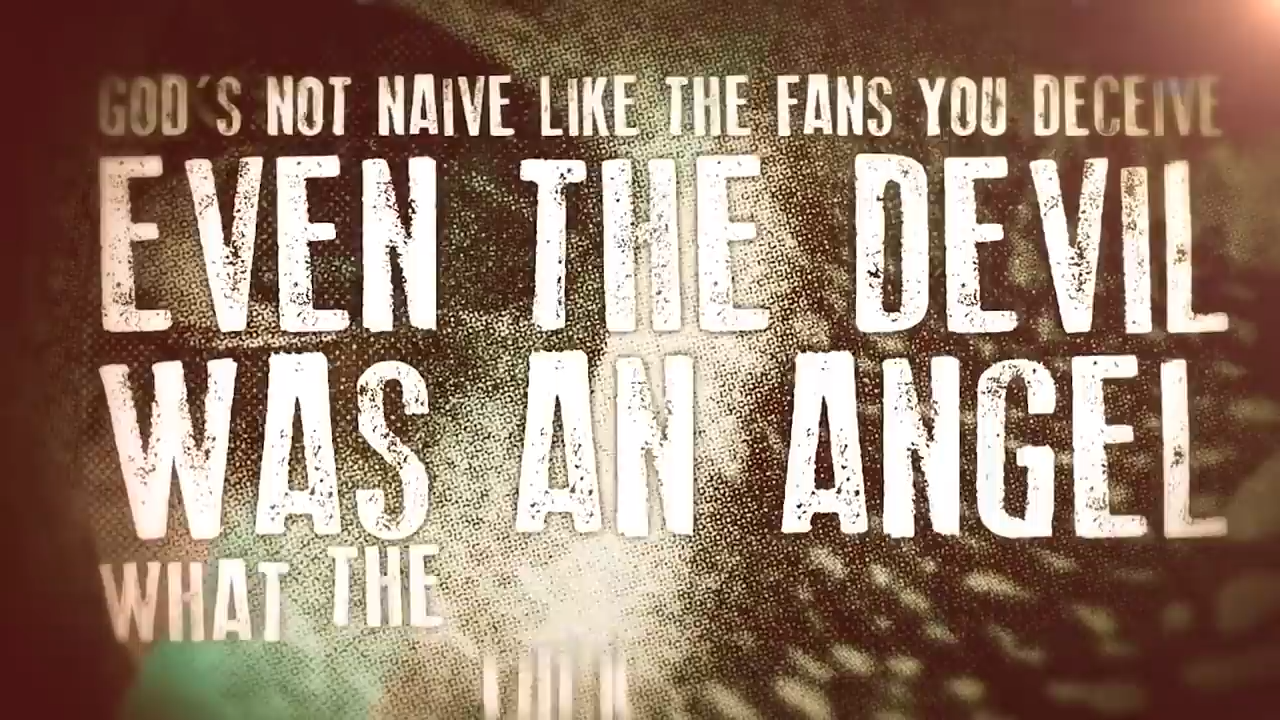 GOD´S NOT NAIVE LIKE THE FANS YOU DECEIVE
EVEN THE DEVIL
WAS AN ANGEL
WHAT THE